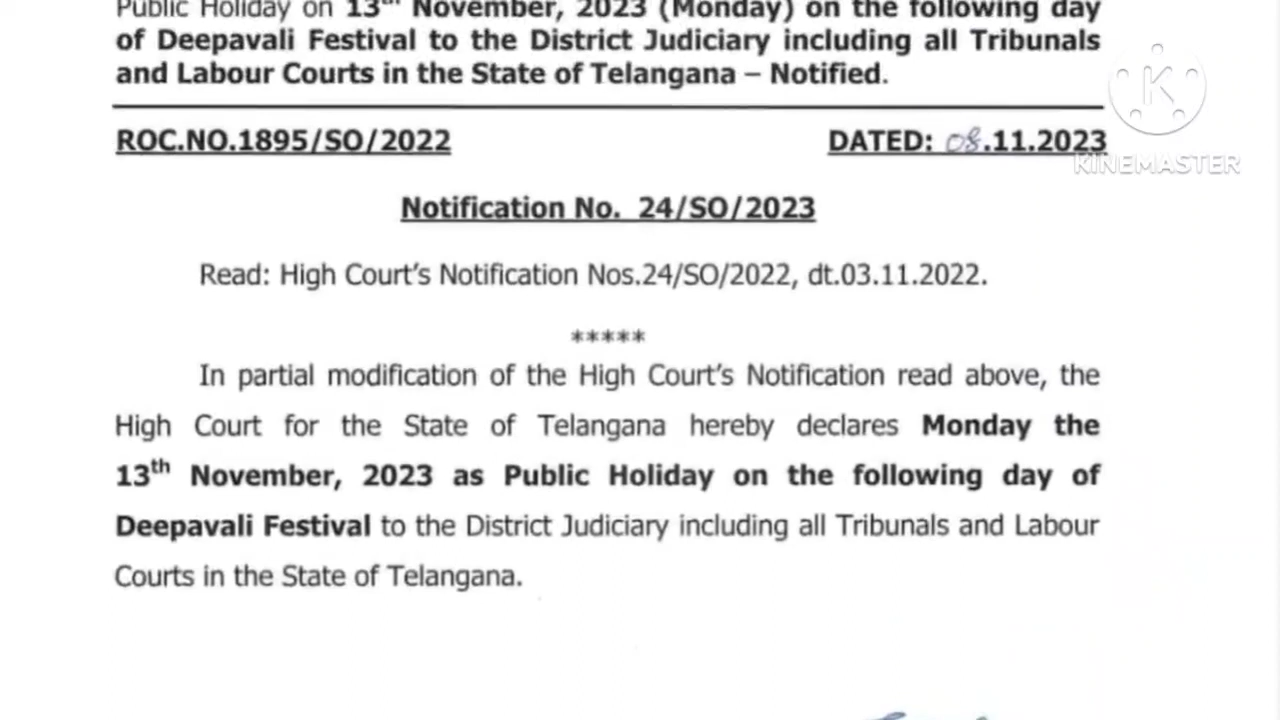 Public Holiday on 13th November, 2023 (Monday) on the following day
of Deepavali Festival to the District Judiciary including all Tribunals
and Labour Courts in the State of Telangana – Notified.
ROC.NO.1895/SO/2022 DATED: 08.11.2023
K
KINEMASTER
Notification No. 24/SO/2023
Read: High Court's Notification Nos.24/SO/2022, dt.03.11.2022.
*****
In partial modification of the High Court's Notification read above, the
High Court for the State of Telangana hereby declares Monday the
13th November, 2023 as Public Holiday on the following day of
Deepavali Festival to the District Judiciary including all Tribunals and Labour
Courts in the State of Telangana.